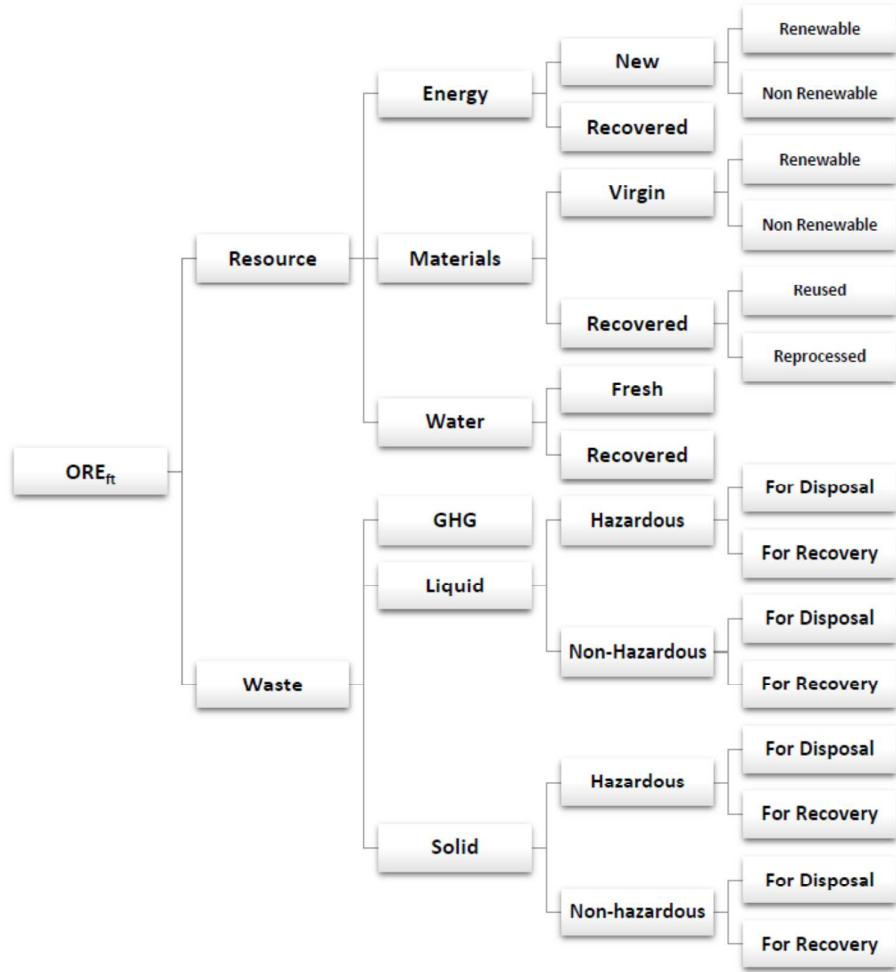 Renewable
New
Energy
Non Renewable
Recovered
Renewable
Virgin
Non Renewable
Resource
Materials
Reused
Recovered
Reprocessed
Fresh
Water
Recovered
OREft
For Disposal
GHG
Hazardous
For Recovery
Liquid
For Disposal
Non-Hazardous
Waste
For Recovery
For Disposal
Hazardous
For Recovery
Solid
For Disposal
Non-hazardous
For Recovery